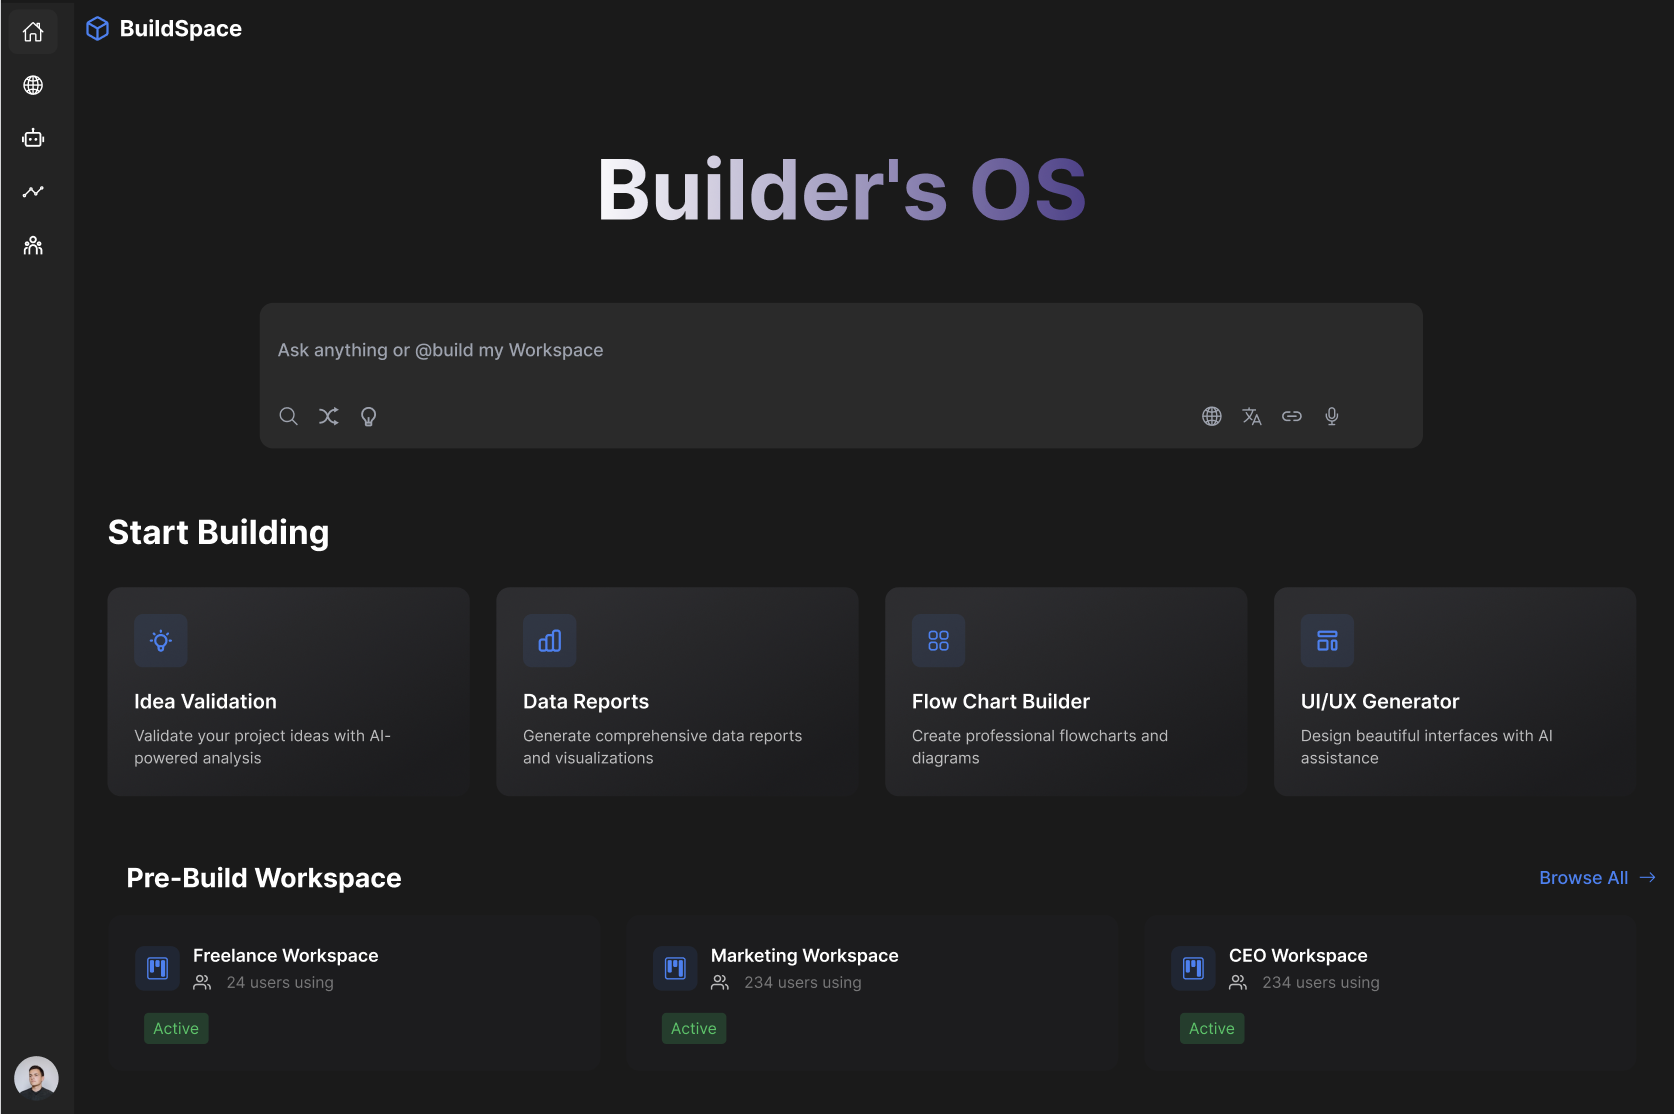 BuildSpace
Builder's OS
Ask anything or @build my Workspace
Start Building
Idea Validation
Validate your project ideas with AI-
powered analysis
Data Reports
Generate comprehensive data reports
and visualizations
Flow Chart Builder
Create professional flowcharts and
diagrams
UI/UX Generator
Design beautiful interfaces with AI
assistance
Pre-Build Workspace
Browse All
Freelance Workspace
24 users using
Active
Marketing Workspace
234 users using
Active
CEO Workspace
234 users using
Active